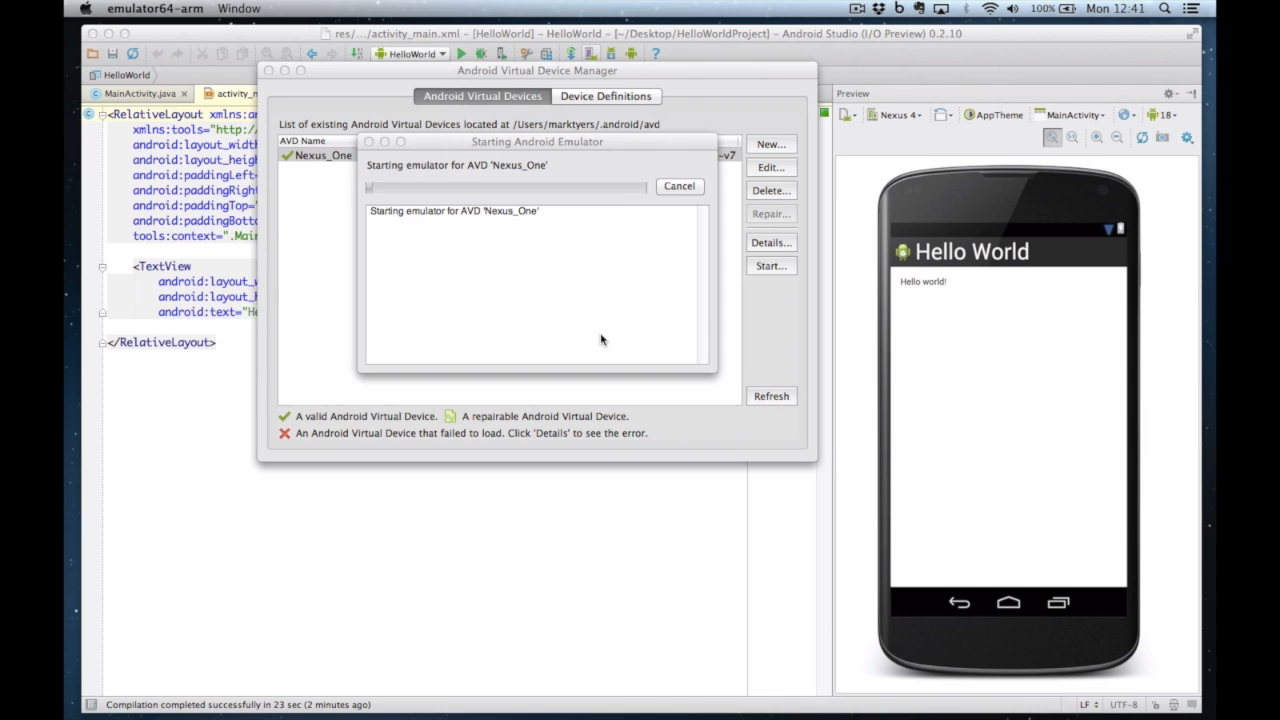 emulator64-arm Window 100% Mon 12:41
res/.../activity_main.xml – [HelloWorld] – HelloWorld – [~/Desktop/HelloWorldProject] – Android Studio (I/O Preview) 0.2.10
HelloWorld
HelloWorld
MainActivity.java activity_m
<RelativeLayout xmlns:an
xmlns:tools="http:/
android:layout_widt
android:layout_heig
android:paddingLeft
android:paddingRigh
android:paddingTop="
android:paddingBott
tools:context=".Mai
<TextView
android:layout_w
android:layout_h
android:text="He
</RelativeLayout>
Android Virtual Device Manager
Android Virtual Devices Device Definitions
List of existing Android Virtual Devices located at /Users/marktyers/.android/avd
AVD Name
Nexus_One
-v7
New...
Edit...
Delete...
Repair...
Details...
Start...
Refresh
Starting Android Emulator
Starting emulator for AVD 'Nexus_One'
Cancel
Starting emulator for AVD 'Nexus_One'
A valid Android Virtual Device. A repairable Android Virtual Device.
An Android Virtual Device that failed to load. Click 'Details' to see the error.
Preview
Nexus 4 AppTheme MainActivity 18
Hello World
Hello world!
Compilation completed successfully in 23 sec (2 minutes ago)
LF UTF-8